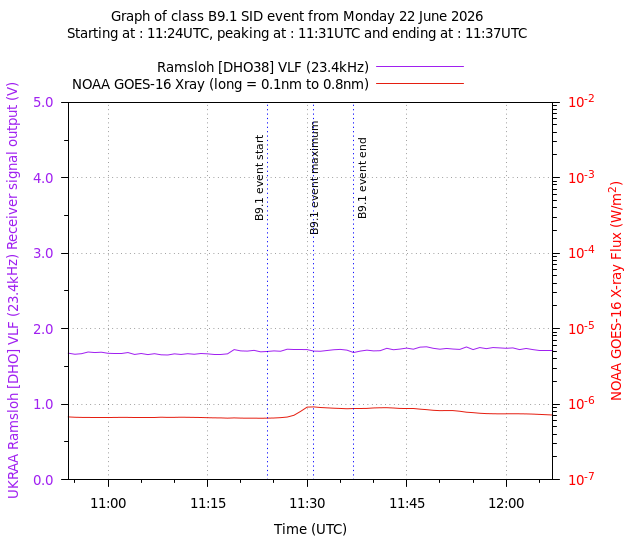 Graph of class B9.1 SID event from Monday 22 June 2026
Starting at : 11:24UTC, peaking at : 11:31UTC and ending at : 11:37UTC
Ramsloh [DHO38] VLF (23.4kHz)
NOAA GOES-16 Xray (long = 0.1nm to 0.8nm)
UKRAA Ramsloh [DHO] VLF (23.4kHz) Receiver signal output (V)
5.0
4.0
3.0
2.0
1.0
0.0
B9.1 event start
B9.1 event maximum
B9.1 event end
10-2
10-3
10-4
10-5
10-6
10-7
NOAA GOES-16 X-ray Flux (W/m2)
11:00 11:15 11:30 11:45 12:00
Time (UTC)